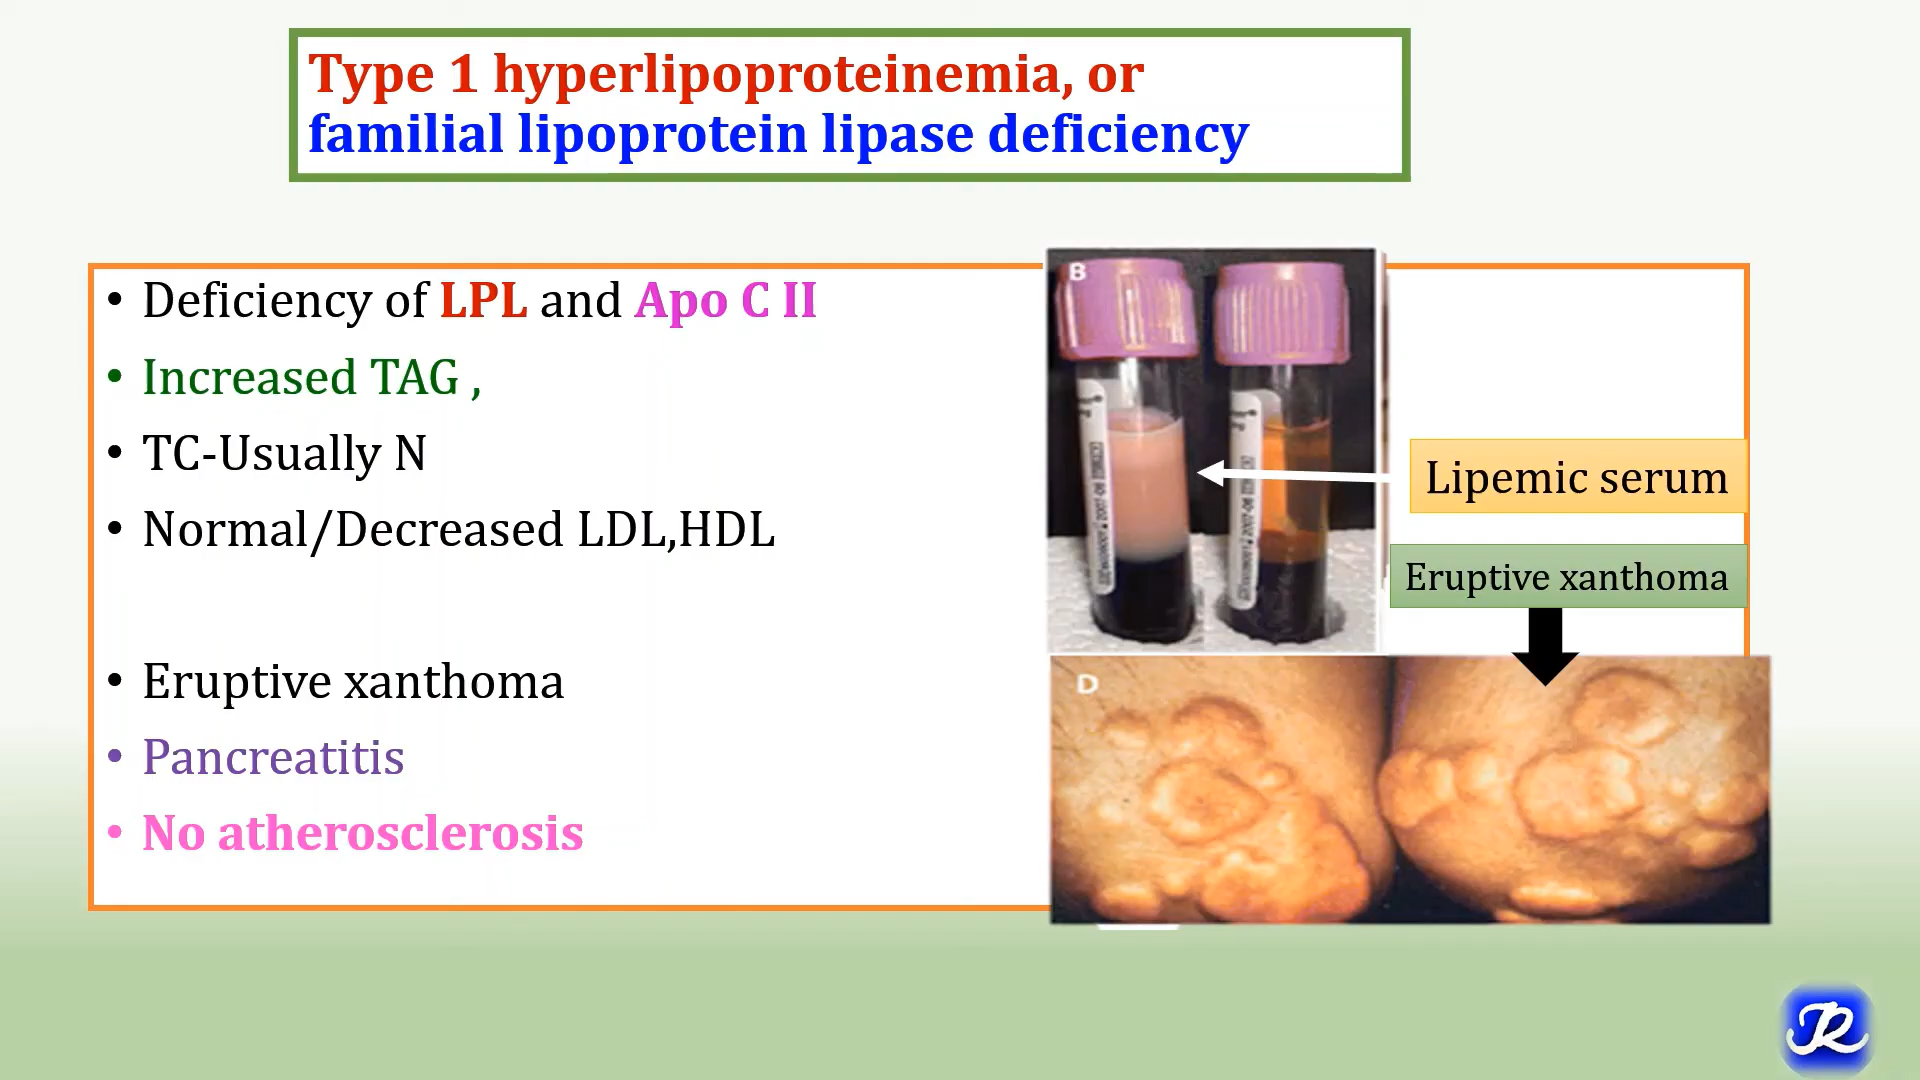 Type 1 hyperlipoproteinemia, or
familial lipoprotein lipase deficiency
• Deficiency of LPL and Apo C II
• Increased TAG ,
• TC-Usually N
• Normal/Decreased LDL,HDL
• Eruptive xanthoma
• Pancreatitis
• No atherosclerosis
B
Lipemic serum
Eruptive xanthoma
D
JR